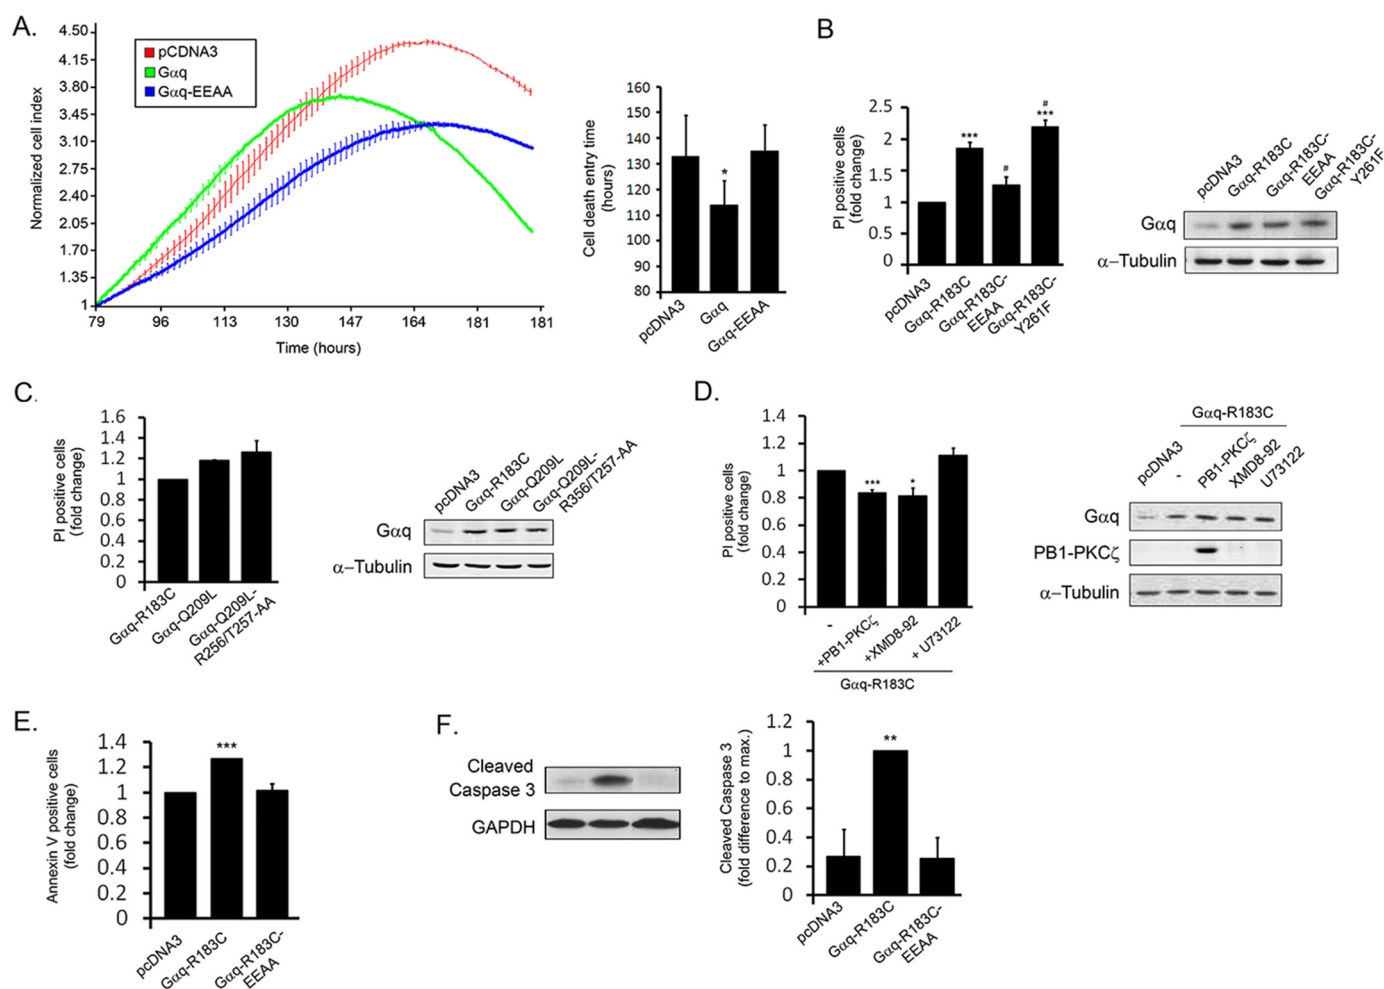 A.
Normalized cell index
4.50
4.15
3.80
3.45
3.10
2.75
2.40
2.05
1.70
1.35
1
79
96
113
130
147
164
181
181
Time (hours)
pCDNA3
Gαq
Gαq-EEAA
Cell death entry time
(hours)
160
150
140
130
120
110
100
90
80
pcDNA3
Gαq
Gαq-EEAA
*
B.
PI positive cells
(fold change)
2.5
2
1.5
1
0.5
0
***
#
#
***
pcDNA3
Gαq-R183C
Gαq-R183C-
EEAA
Gαq-R183C-
Y261F
pcDNA3
Gαq-R183C
Gαq-R183C-
EEAA
Gαq-R183C-
Y261F
Gαq
α–Tubulin
C.
PI positive cells
(fold change)
1.6
1.4
1.2
1
0.8
0.6
0.4
0.2
0
Gαq-R183C
Gαq-Q209L
Gαq-Q209L-
R256/T257-AA
pcDNA3
Gαq-R183C
Gαq-Q209L
Gαq-Q209L-
R356/T257-AA
Gαq
α–Tubulin
D.
PI positive cells
(fold change)
1.4
1.2
1
0.8
0.6
0.4
0.2
0
***
*
-
+PB1-PKCζ
+XMD8-92
+ U73122
Gαq-R183C
Gαq-R183C
pcDNA3
-
PB1-PKCζ
XMD8-92
U73122
Gαq
PB1-PKCζ
α–Tubulin
E.
Annexin V positive cells
(fold change)
1.4
1.2
1
0.8
0.6
0.4
0.2
0
***
pcDNA3
Gαq-R183C
Gαq-R183C-
EEAA
F.
Cleaved
Caspase 3
GAPDH
Cleaved Caspase 3
(fold difference to max.)
1.2
1
0.8
0.6
0.4
0.2
0
**
pcDNA3
Gαq-R183C
Gαq-R183C-
EEAA